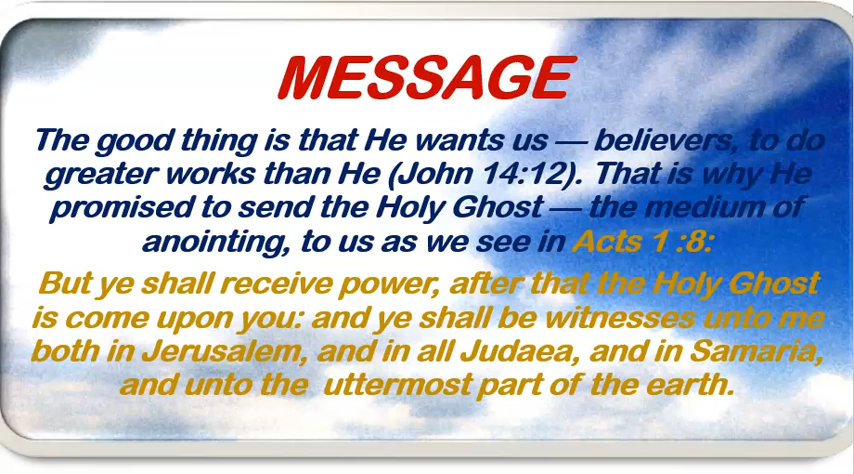 MESSAGE
The good thing is that He wants us — believers, to do
greater works than He (John 14:12). That is why He
promised to send the Holy Ghost — the medium of
anointing, to us as we see in Acts 1 :8:
But ye shall receive power, after that the Holy Ghost
is come upon you: and ye shall be witnesses unto me
both in Jerusalem, and in all Judaea, and in Samaria,
and unto the  uttermost part of the earth.